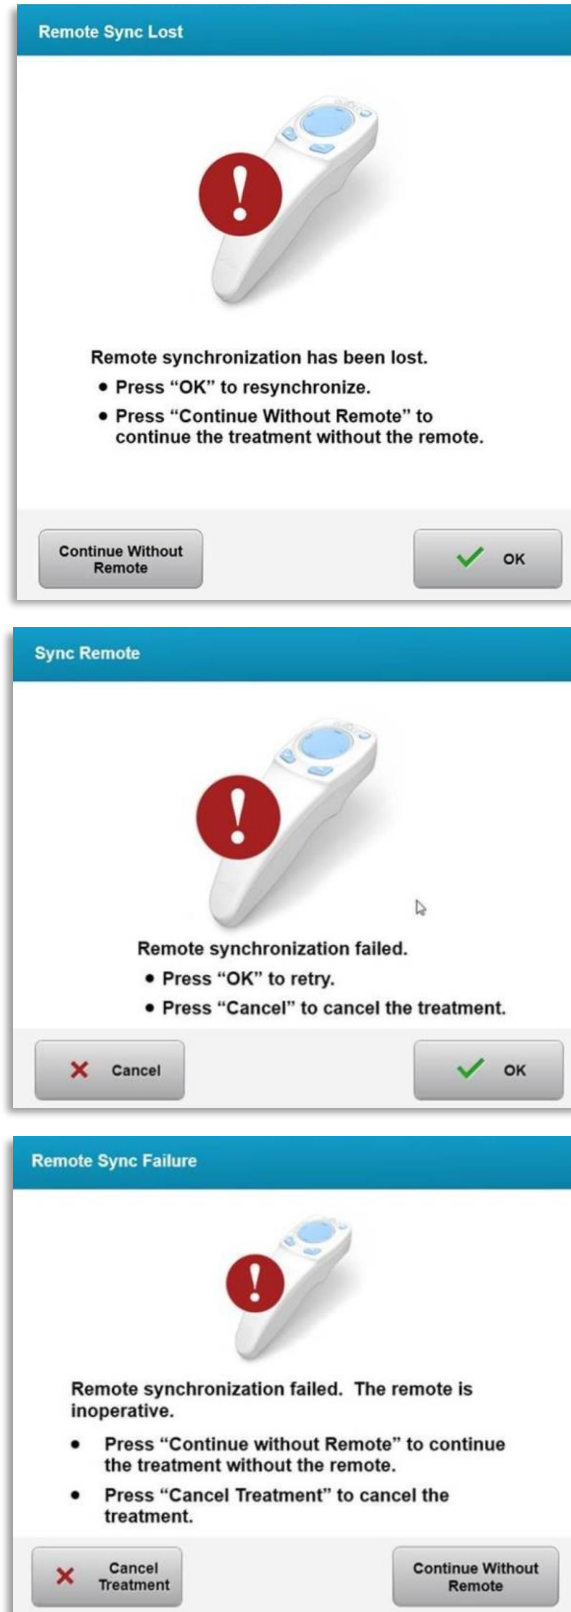 Remote Sync Lost
Remote synchronization has been lost.
• Press “OK” to resynchronize.
• Press “Continue Without Remote” to
continue the treatment without the remote.
Continue Without
Remote
OK
Sync Remote
Remote synchronization failed.
• Press “OK” to retry.
• Press “Cancel” to cancel the treatment.
Cancel
OK
Remote Sync Failure
Remote synchronization failed. The remote is
inoperative.
• Press “Continue without Remote” to continue
the treatment without the remote.
• Press “Cancel Treatment” to cancel the
treatment.
Cancel
Treatment
Continue Without
Remote